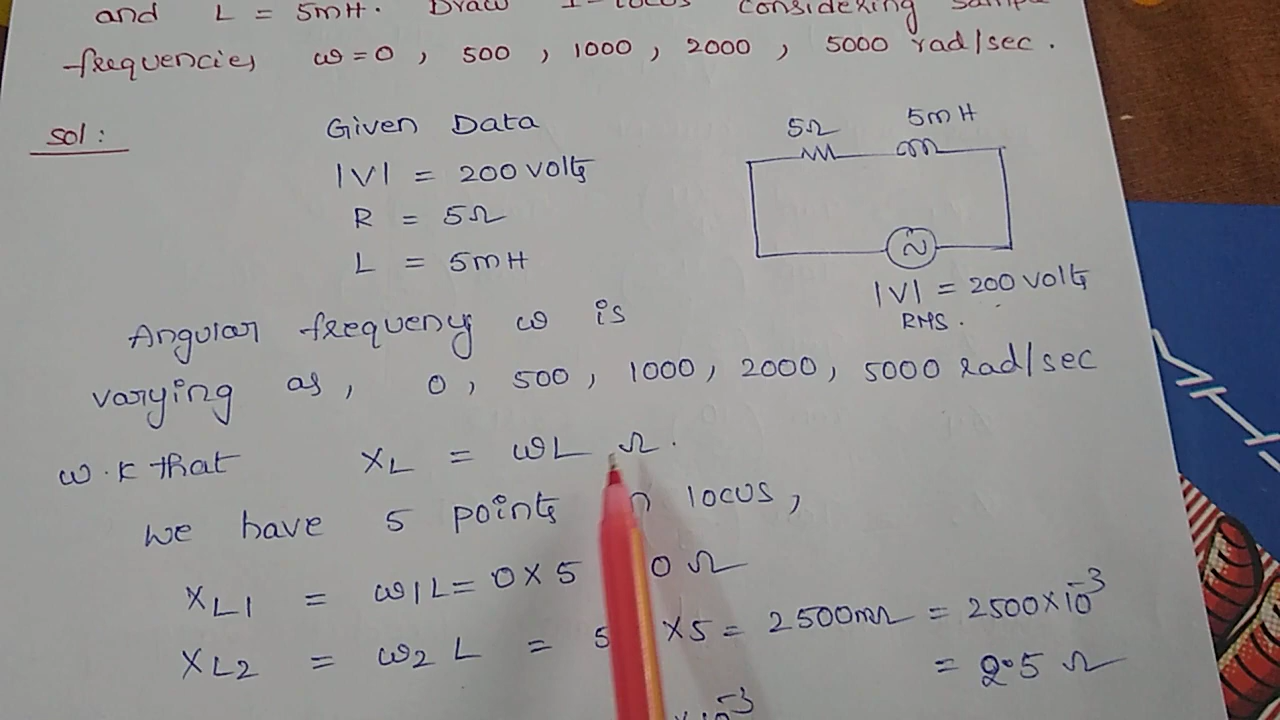 and L = 5mH. Draw I-locus considering sample
frequencies ω = 0 , 500 , 1000 , 2000 , 5000 rad/sec.
Sol:
Given Data
|V| = 200 volts
R = 5Ω
L = 5mH
5Ω 5mH
|V| = 200 volts
RMS.
Angular frequency ω is
varying as, 0 , 500 , 1000 , 2000 , 5000 rad/sec
w.k that XL = ωL Ω.
We have 5 points locus,
XL1 = ω1L = 0×5 0Ω
XL2 = ω2 L = 5 ×5 = 2500mΩ = 2500×10⁻³
= 2.5 Ω
×10⁻³